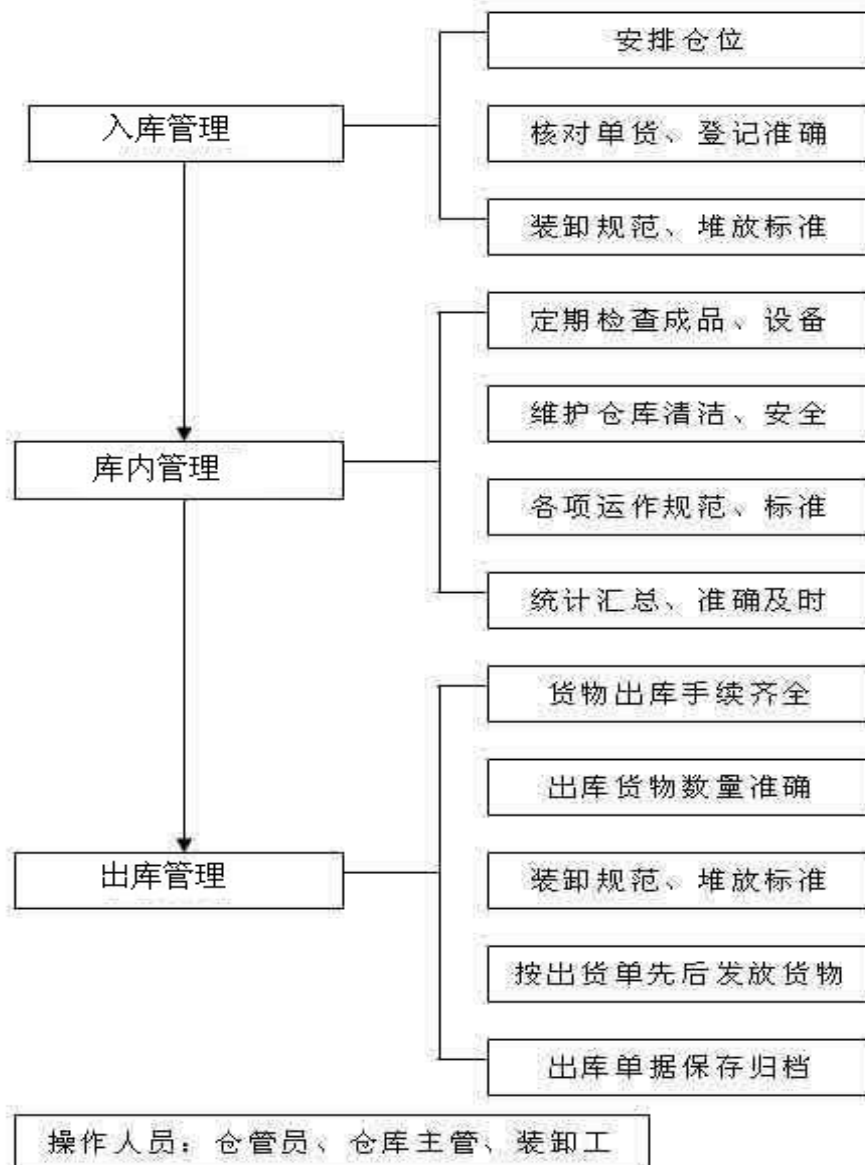 安排仓位
入库管理
核对单货、登记准确
装卸规范、堆放标准
定期检查成品、设备
维护仓库清洁、安全
库内管理
各项运作规范、标准
统计汇总、准确及时
货物出库手续齐全
出库货物数量准确
出库管理
装卸规范、堆放标准
按出货单先后发放货物
出库单据保存归档
操作人员：仓管员、仓库主管、装卸工